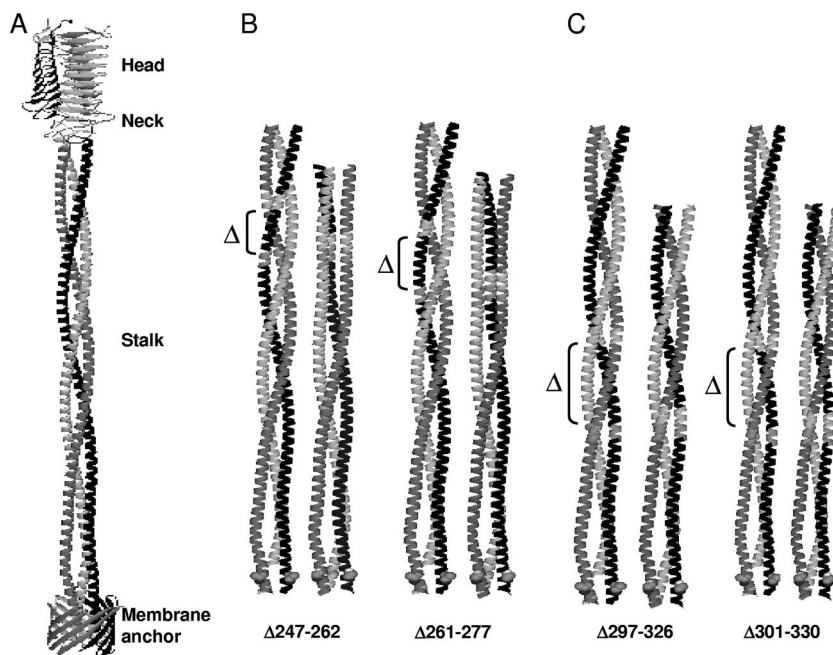 A
B
C
Head
Neck
Stalk
Membrane
anchor
Δ
Δ
Δ
Δ
Δ247-262
Δ261-277
Δ297-326
Δ301-330